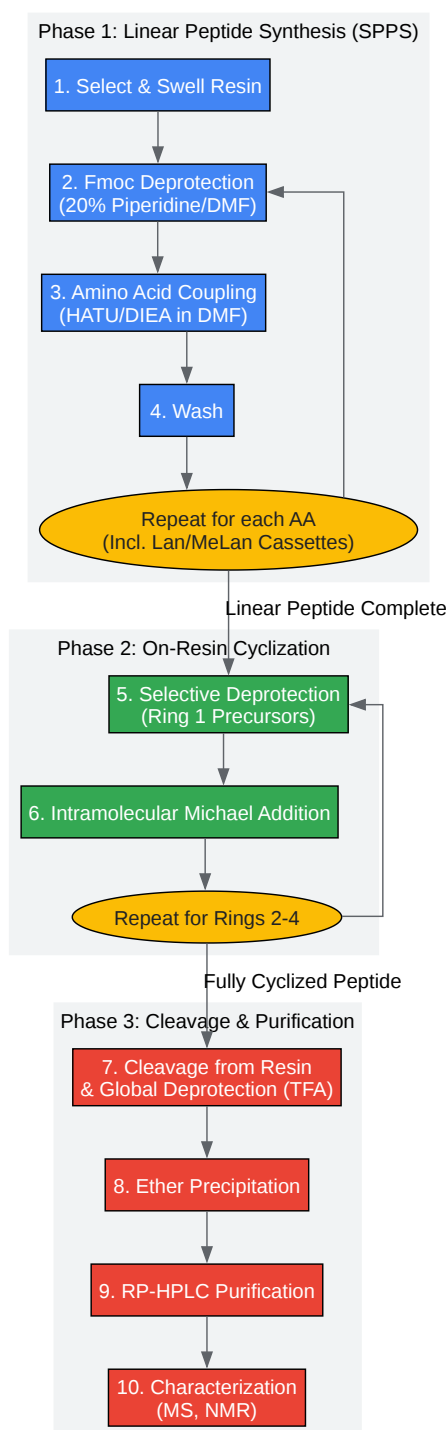 Phase 1: Linear Peptide Synthesis (SPPS)
1. Select & Swell Resin
2. Fmoc Deprotection
(20% Piperidine/DMF)
3. Amino Acid Coupling
(HATU/DIEA in DMF)
4. Wash
Repeat for each AA
(Incl. Lan/MeLan Cassettes)
Linear Peptide Complete
Phase 2: On-Resin Cyclization
5. Selective Deprotection
(Ring 1 Precursors)
6. Intramolecular Michael Addition
Repeat for Rings 2-4
Fully Cyclized Peptide
Phase 3: Cleavage & Purification
7. Cleavage from Resin
& Global Deprotection (TFA)
8. Ether Precipitation
9. RP-HPLC Purification
10. Characterization
(MS, NMR)